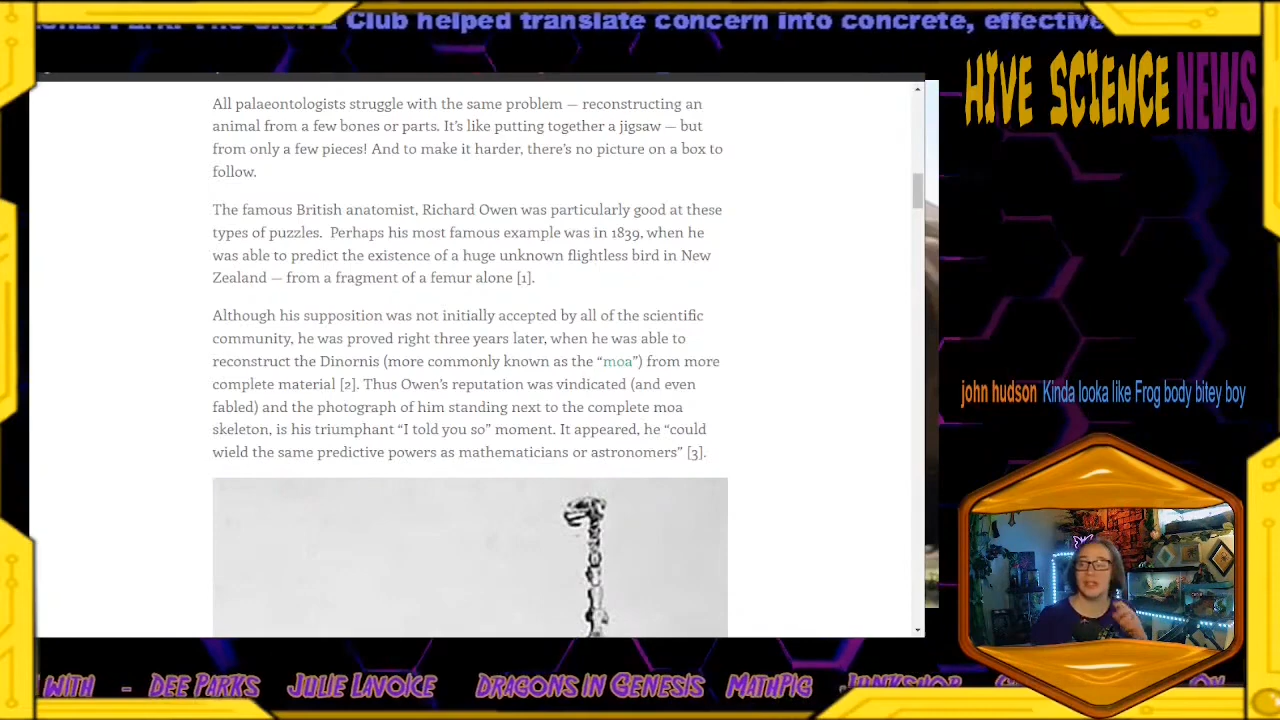 Club helped translate concern into concrete, effective
HIVE SCIENCE NEWS
All palaeontologists struggle with the same problem — reconstructing an
animal from a few bones or parts. It's like putting together a jigsaw — but
from only a few pieces! And to make it harder, there's no picture on a box to
follow.
The famous British anatomist, Richard Owen was particularly good at these
types of puzzles. Perhaps his most famous example was in 1839, when he
was able to predict the existence of a huge unknown flightless bird in New
Zealand — from a fragment of a femur alone [1].
Although his supposition was not initially accepted by all of the scientific
community, he was proved right three years later, when he was able to
reconstruct the Dinornis (more commonly known as the “moa”) from more
complete material [2]. Thus Owen's reputation was vindicated (and even
fabled) and the photograph of him standing next to the complete moa
skeleton, is his triumphant “I told you so” moment. It appeared, he “could
wield the same predictive powers as mathematicians or astronomers” [3].
john hudson Kinda looka like Frog body bitey boy
WITH - DEE PARKS JULIE LAVOICE DRAGONS IN GENESIS MATHPIG JUNKSHOP